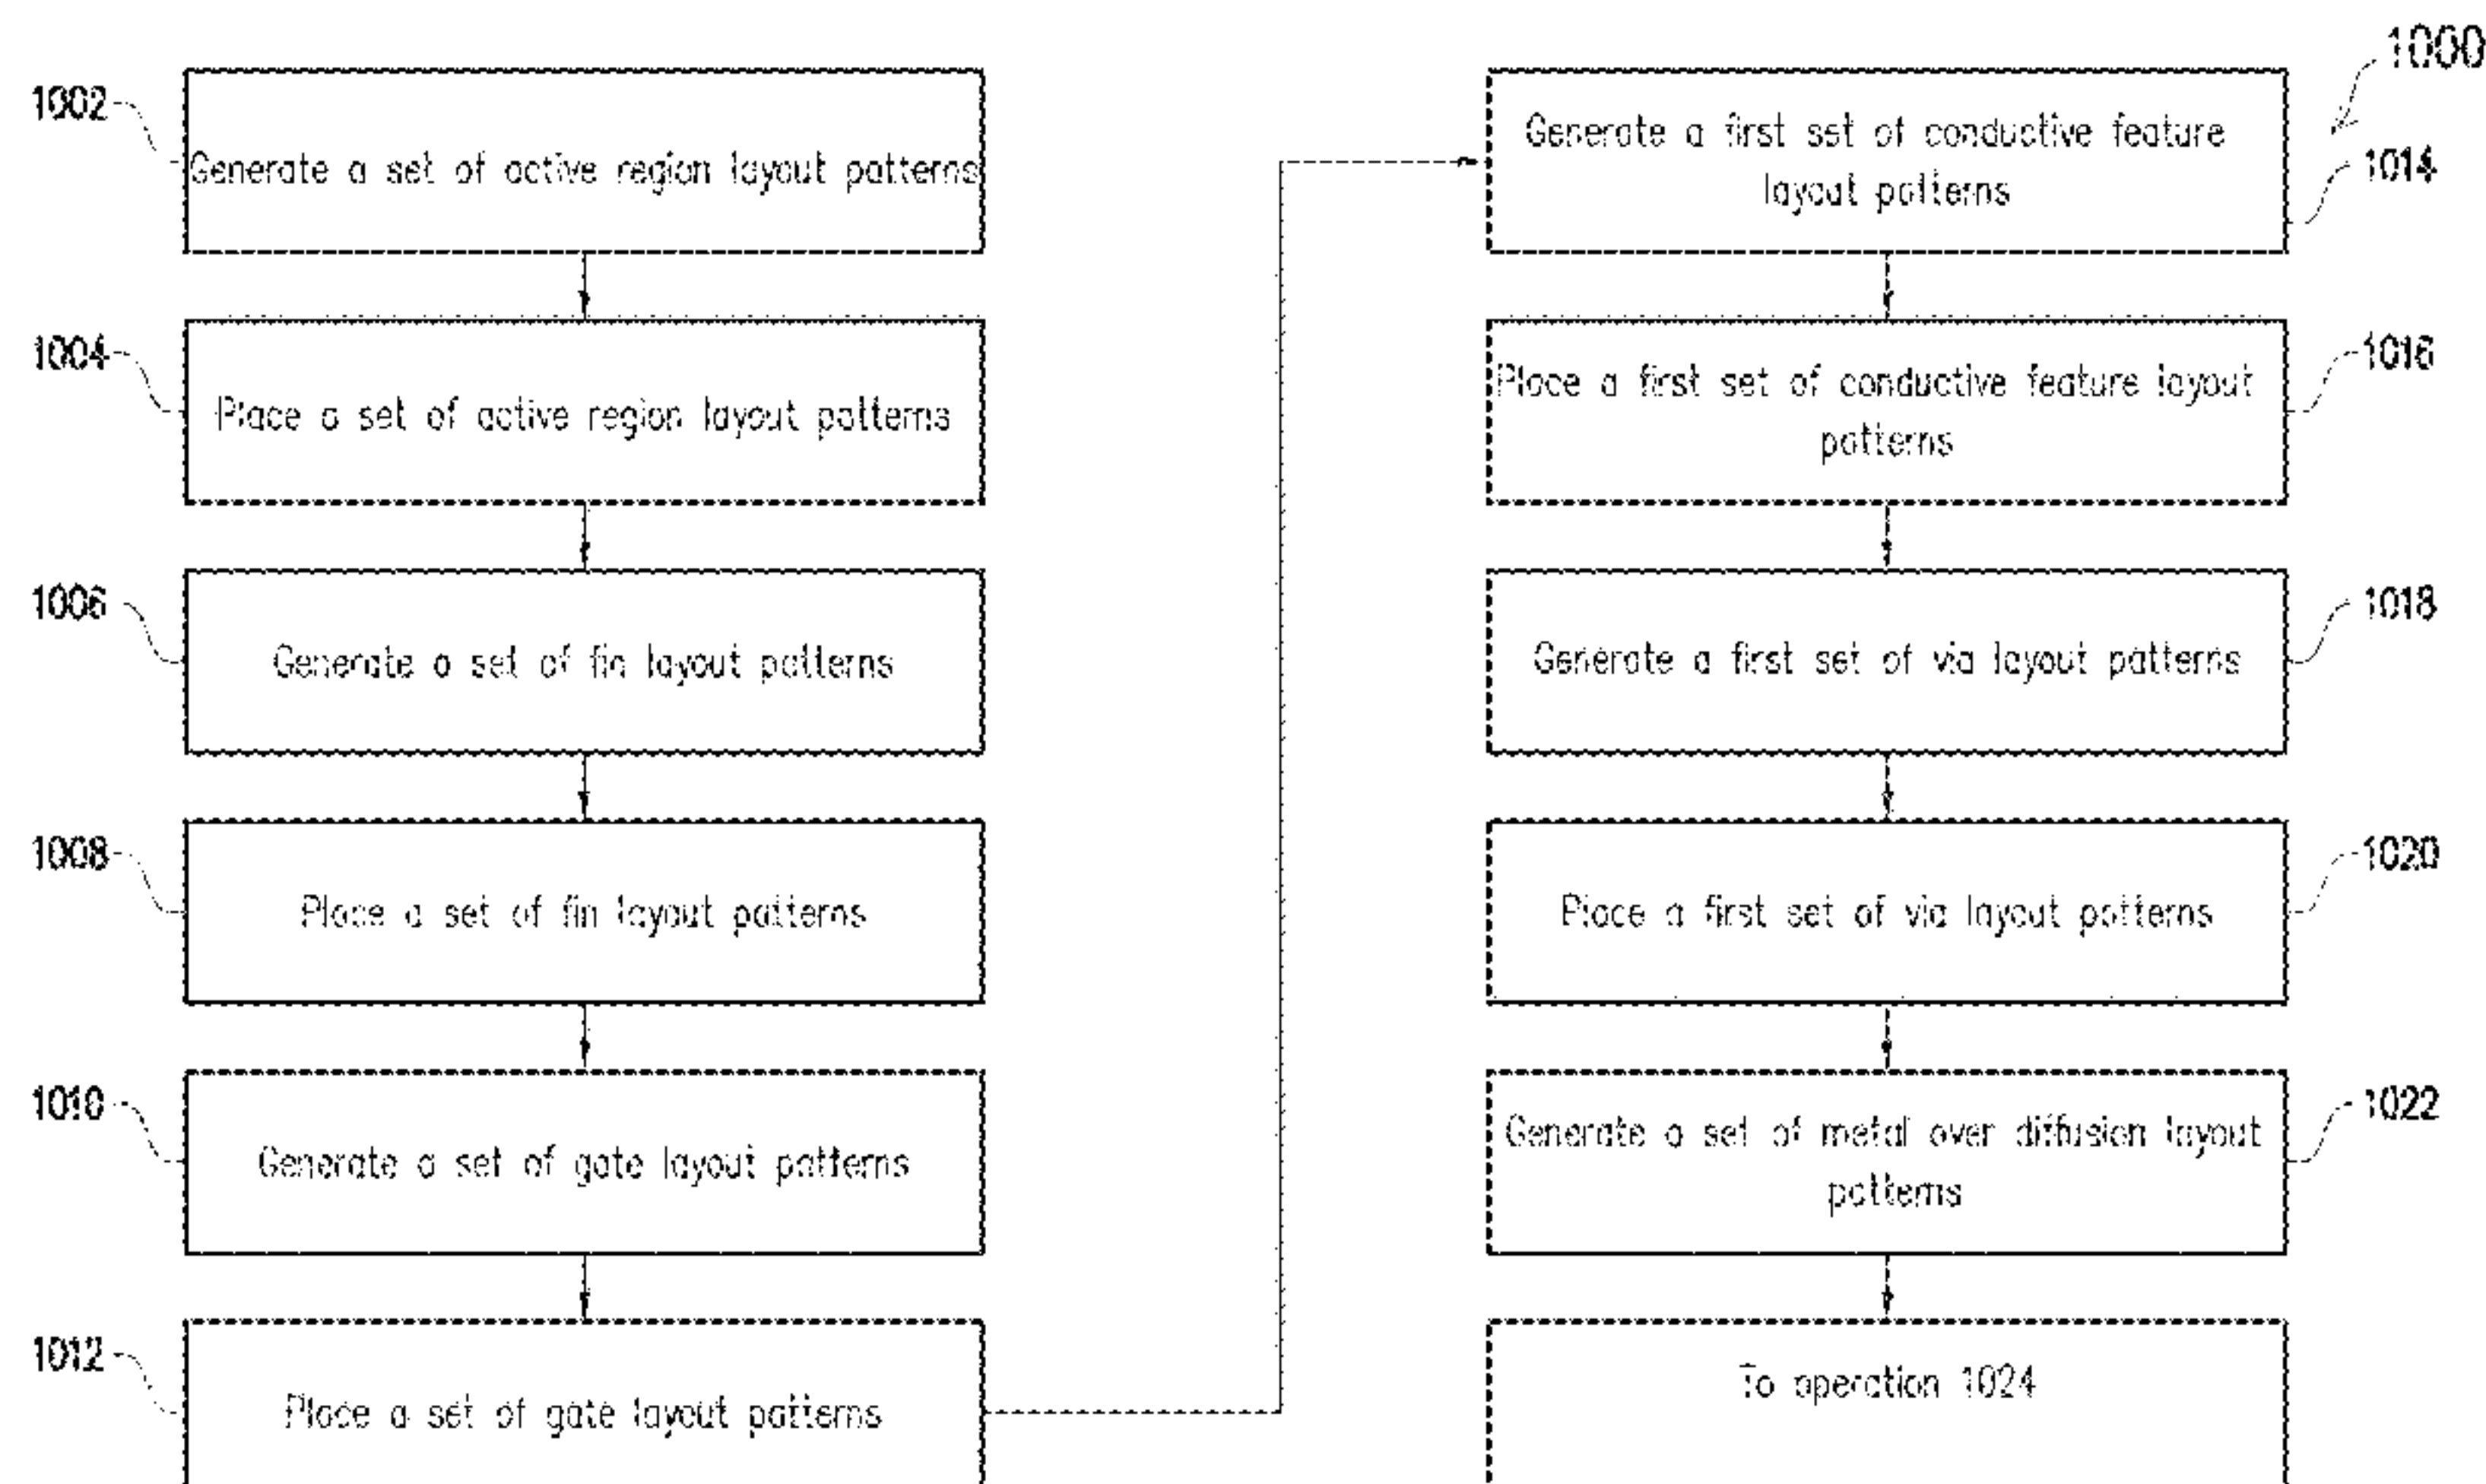 1000
1002
Generate a set of active region layout patterns
1004
Place a set of active region layout patterns
1006
Generate a set of fin layout patterns
1008
Place a set of fin layout patterns
1010
Generate a set of gate layout patterns
1012
Place a set of gate layout patterns
Generate a first set of conductive feature
layout patterns
1014
Place a first set of conductive feature layout
patterns
1016
Generate a first set of via layout patterns
1018
Place a first set of via layout patterns
1020
Generate a set of metal over diffusion layout
patterns
1022
To operation 1024